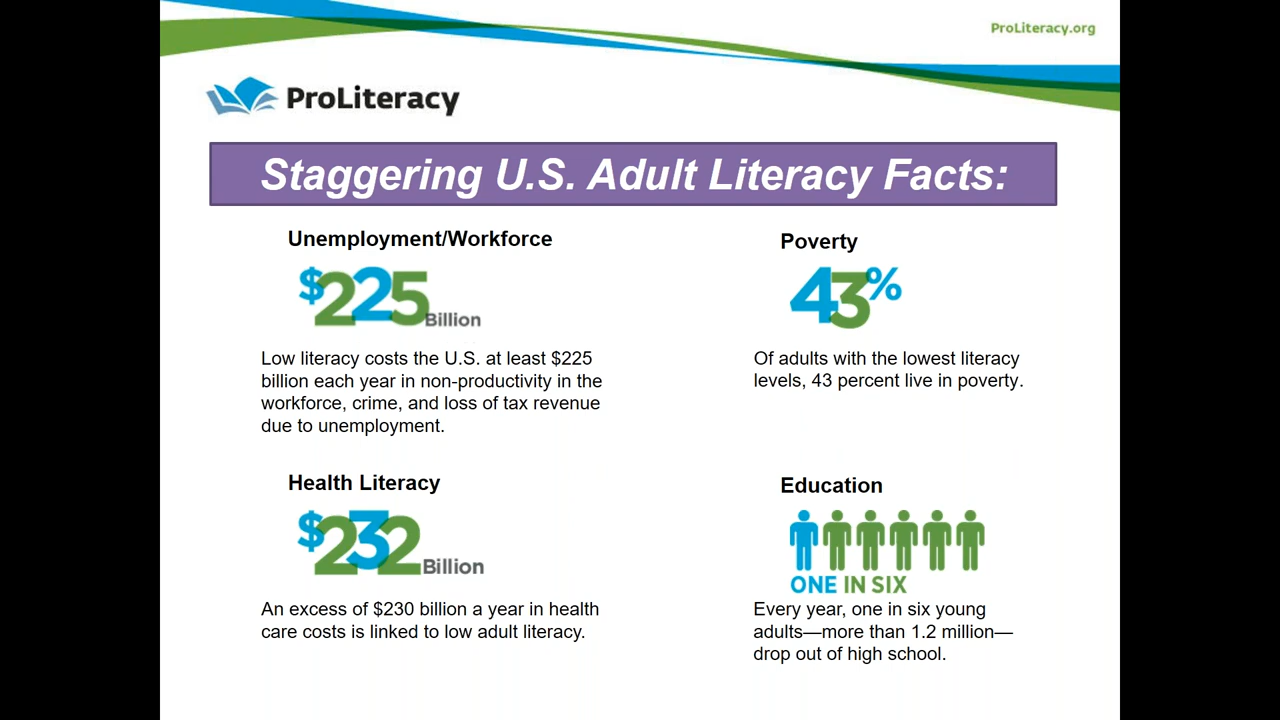 ProLiteracy.org
ProLiteracy
Staggering U.S. Adult Literacy Facts:
Unemployment/Workforce
$225 Billion
Low literacy costs the U.S. at least $225
billion each year in non-productivity in the
workforce, crime, and loss of tax revenue
due to unemployment.
Poverty
43%
Of adults with the lowest literacy
levels, 43 percent live in poverty.
Health Literacy
$232 Billion
An excess of $230 billion a year in health
care costs is linked to low adult literacy.
Education
ONE IN SIX
Every year, one in six young
adults—more than 1.2 million—
drop out of high school.